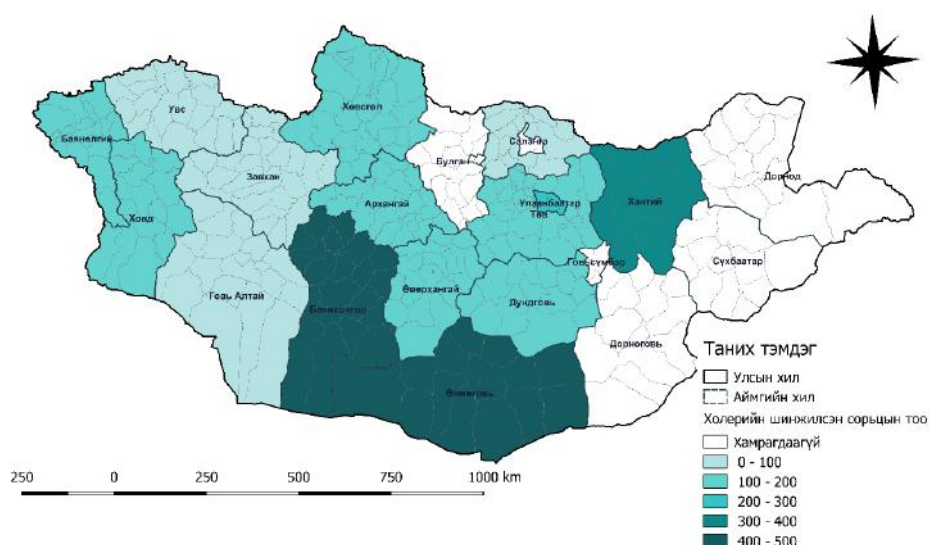 Увс
Хөвсгөл
Баянөлгий
Сэлэнгэ
Завхан
Булган
Дорнод
Ховд
Архангай
Улаанбаатар
Төв
Хэнтий
Говьсүмбэр
Сүхбаатар
Говь Алтай
Баянхонгор
Өвөрхангай
Дундговь
Дорноговь
Өмнөговь
Таних тэмдэг
Улсын хил
Аймгийн хил
Холерийн шинжилсэн сорьцын тоо
Хамрагдаагүй
0 - 100
100 - 200
200 - 300
300 - 400
400 - 500
250 0 250 500 750 1000 km